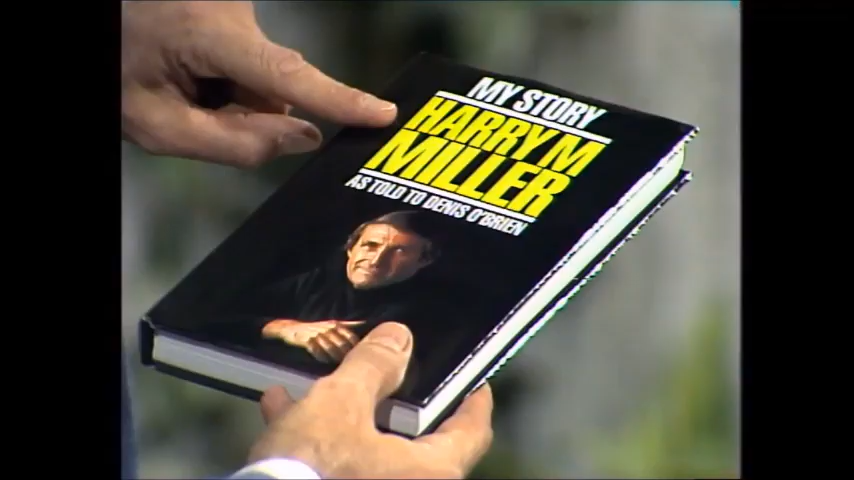 MY STORY
HARRY M
MILLER
AS TOLD TO DENIS O'BRIEN